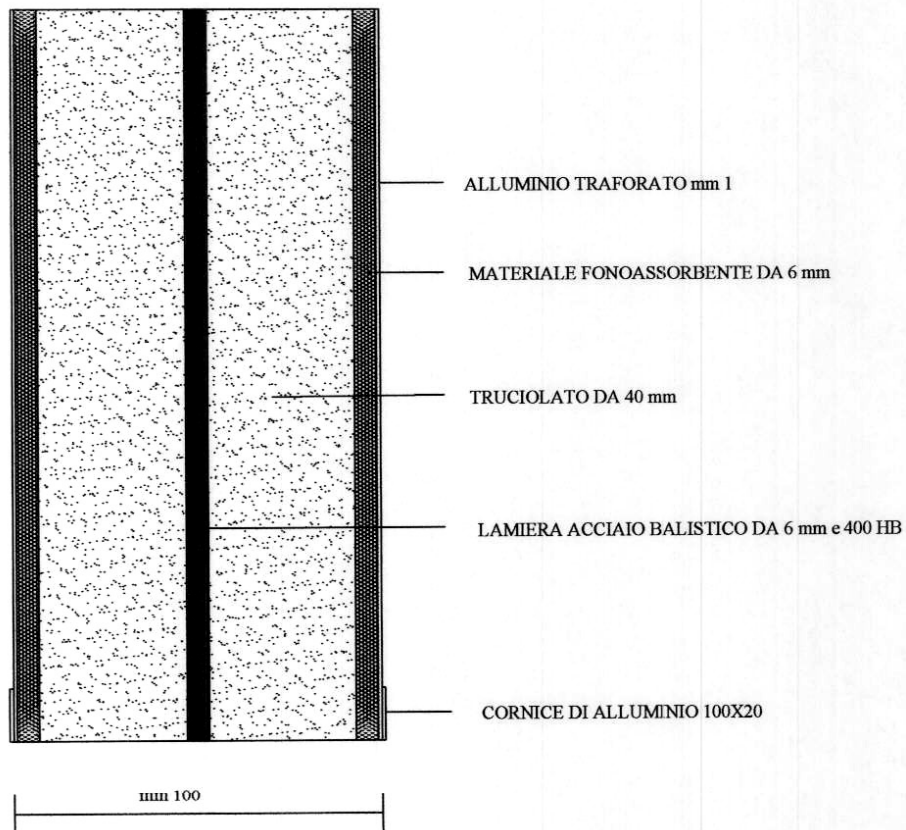 ALLUMINIO TRAFORATO mm 1
MATERIALE FONOASSORBENTE DA 6 mm
TRUCIOLATO DA 40 mm
LAMIERA ACCIAIO BALISTICO DA 6 mm e 400 HB
CORNICE DI ALLUMINIO 100X20
mm 100